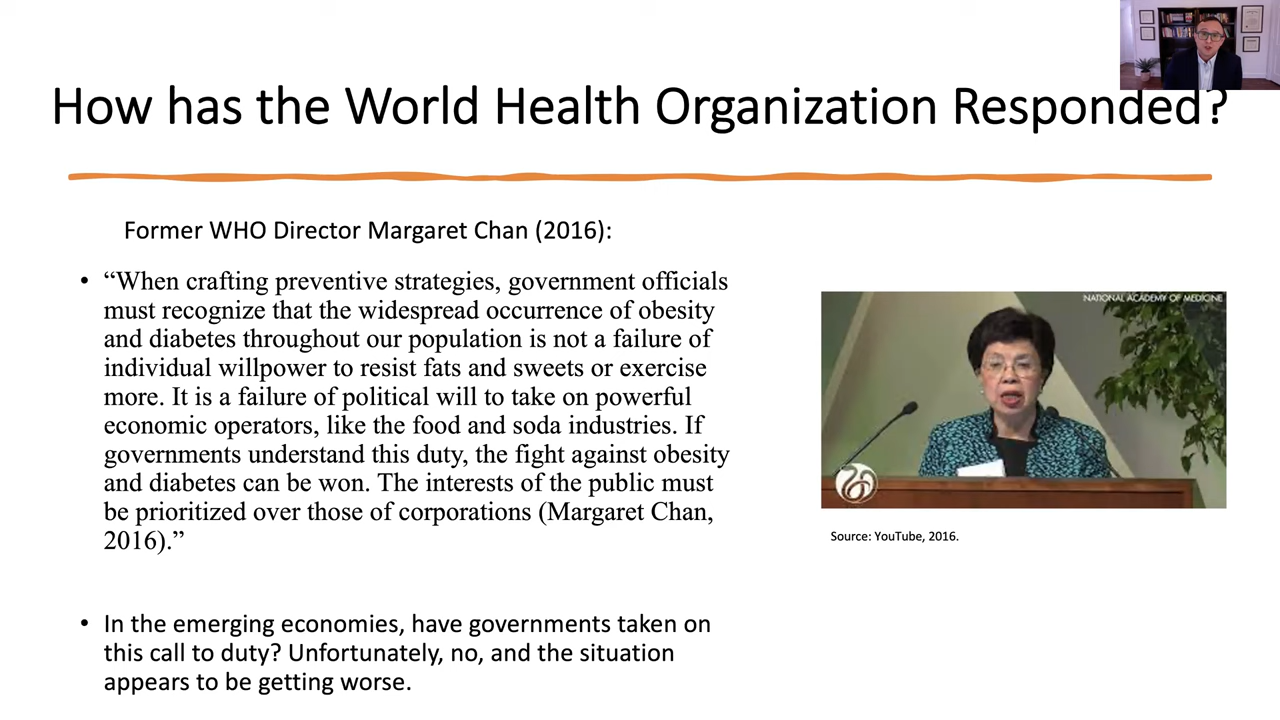 How has the World Health Organization Responded?
Former WHO Director Margaret Chan (2016):
• “When crafting preventive strategies, government officials
must recognize that the widespread occurrence of obesity
and diabetes throughout our population is not a failure of
individual willpower to resist fats and sweets or exercise
more. It is a failure of political will to take on powerful
economic operators, like the food and soda industries. If
governments understand this duty, the fight against obesity
and diabetes can be won. The interests of the public must
be prioritized over those of corporations (Margaret Chan,
2016).”
NATIONAL ACADEMY OF MEDICINE
Source: YouTube, 2016.
• In the emerging economies, have governments taken on
this call to duty? Unfortunately, no, and the situation
appears to be getting worse.